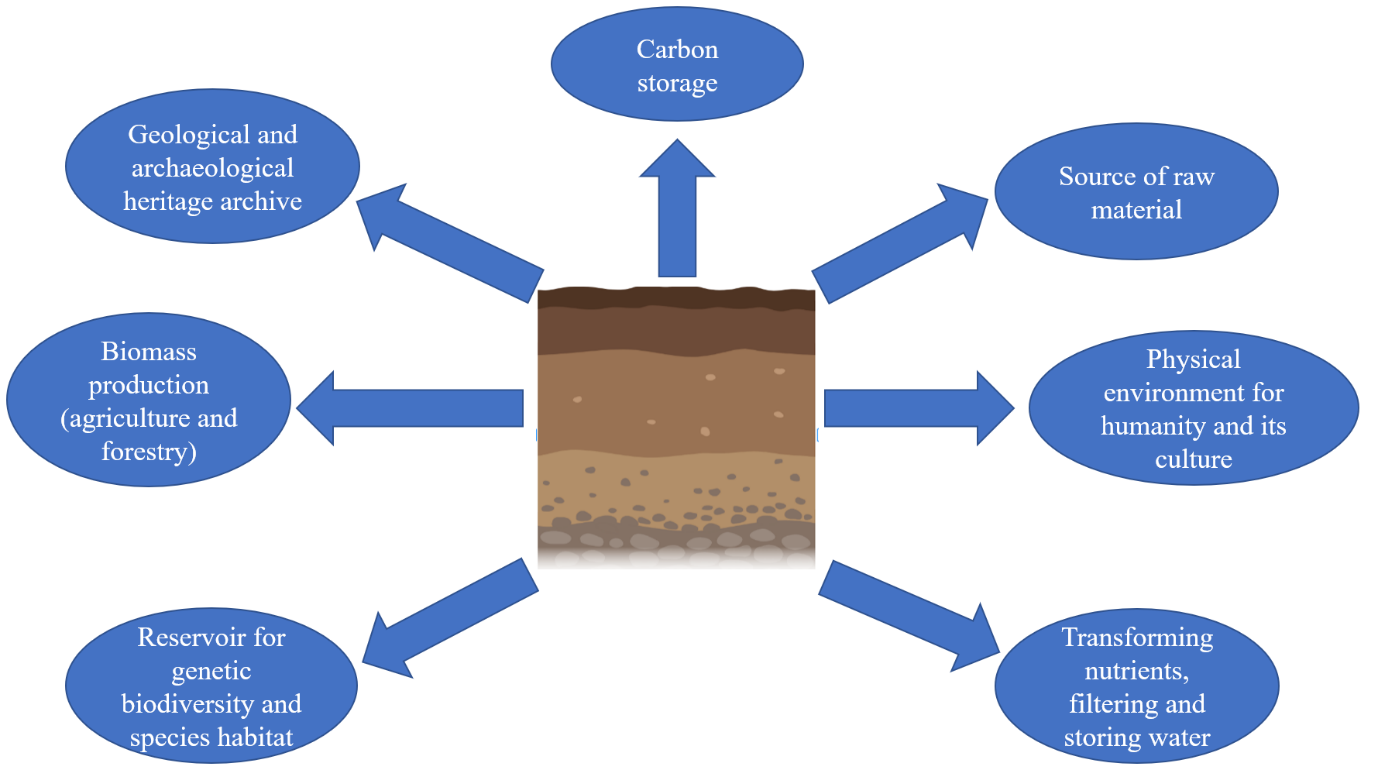 Carbon
storage
Geological and
archaeological
heritage archive
Source of raw
material
Biomass
production
(agriculture and
forestry)
Physical
environment for
humanity and its
culture
Reservoir for
genetic
biodiversity and
species habitat
Transforming
nutrients,
filtering and
storing water